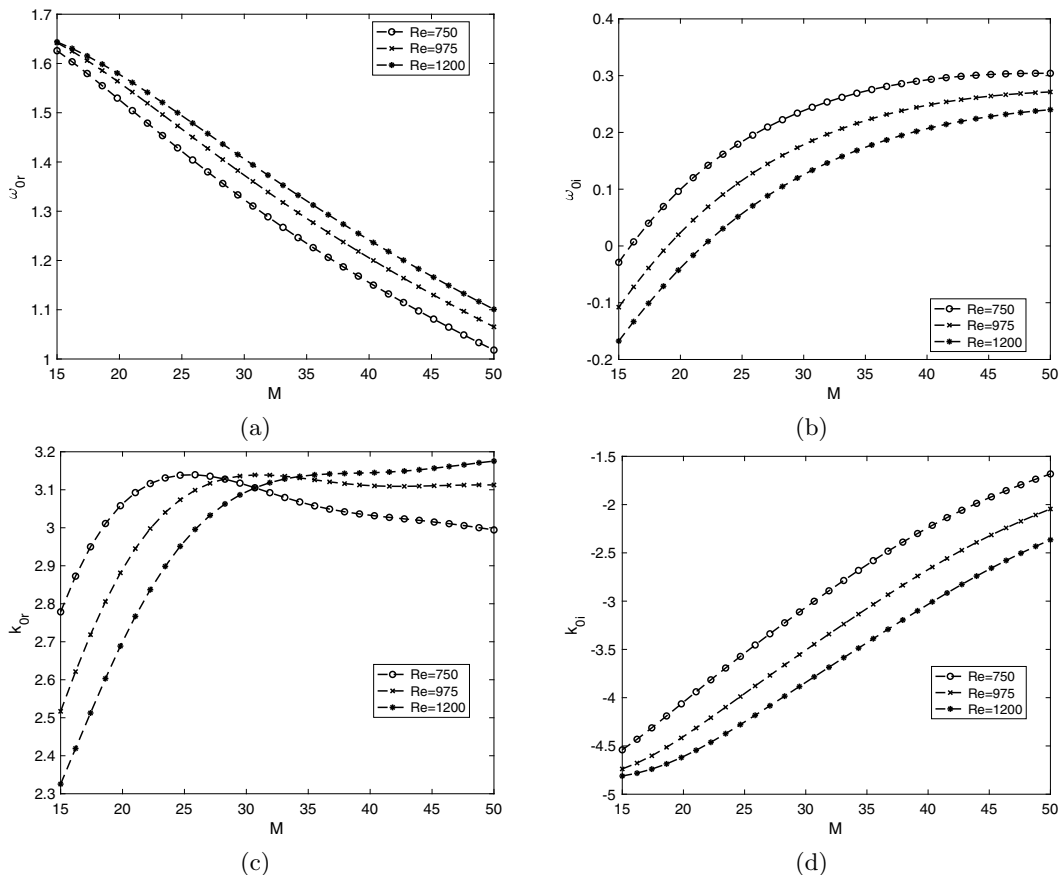 1.7
1.6
1.5
1.4
1.3
1.2
1.1
1
ω0r
15 20 25 30 35 40 45 50
M
Re=750
Re=975
Re=1200
(a)
0.4
0.3
0.2
0.1
0
-0.1
-0.2
ω0i
15 20 25 30 35 40 45 50
M
Re=750
Re=975
Re=1200
(b)
3.2
3.1
3
2.9
2.8
2.7
2.6
2.5
2.4
2.3
k0r
15 20 25 30 35 40 45 50
M
Re=750
Re=975
Re=1200
(c)
-1.5
-2
-2.5
-3
-3.5
-4
-4.5
-5
k0i
15 20 25 30 35 40 45 50
M
Re=750
Re=975
Re=1200
(d)